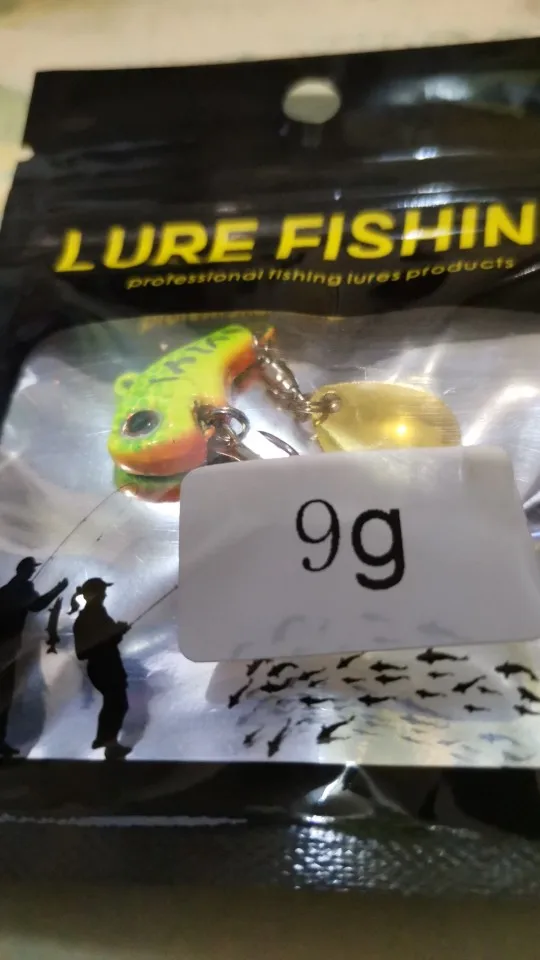 LURE FISHIN
professional fishing lures products
9g